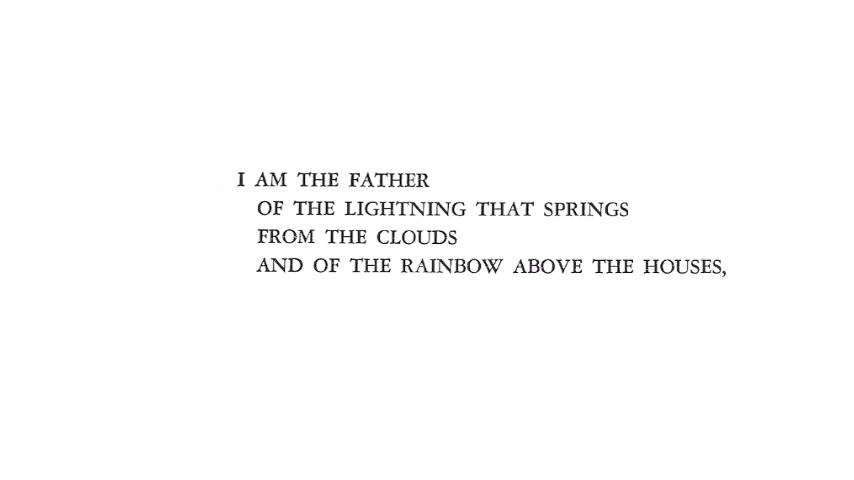 I AM THE FATHER
OF THE LIGHTNING THAT SPRINGS
FROM THE CLOUDS
AND OF THE RAINBOW ABOVE THE HOUSES,